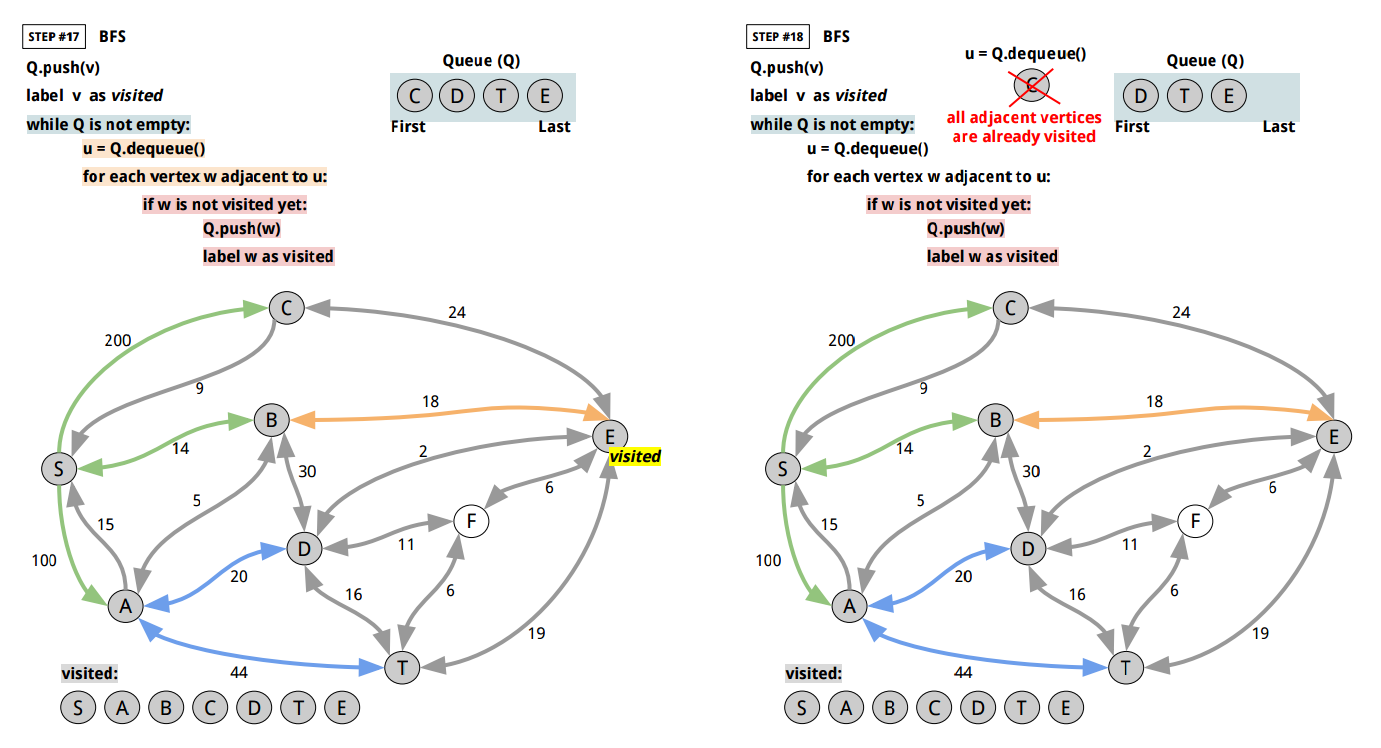 STEP #17 BFS
Q.push(v)
label v as visited
while Q is not empty:
u = Q.dequeue()
for each vertex w adjacent to u:
if w is not visited yet:
Q.push(w)
label w as visited
Queue (Q)
C D T E
First Last
C
200
24
9
B
18
14
S
E
visited
2
30
5
6
15
F
D
11
100
20
16
6
A
19
T
44
visited:
S A B C D T E
STEP #18 BFS
Q.push(v)
label v as visited
while Q is not empty:
u = Q.dequeue()
for each vertex w adjacent to u:
if w is not visited yet:
Q.push(w)
label w as visited
u = Q.dequeue()
C
all adjacent vertices
are already visited
Queue (Q)
D T E
First Last
C
200
24
9
B
18
14
S
E
2
30
5
6
15
F
D
11
100
20
16
6
A
19
T
44
visited:
S A B C D T E